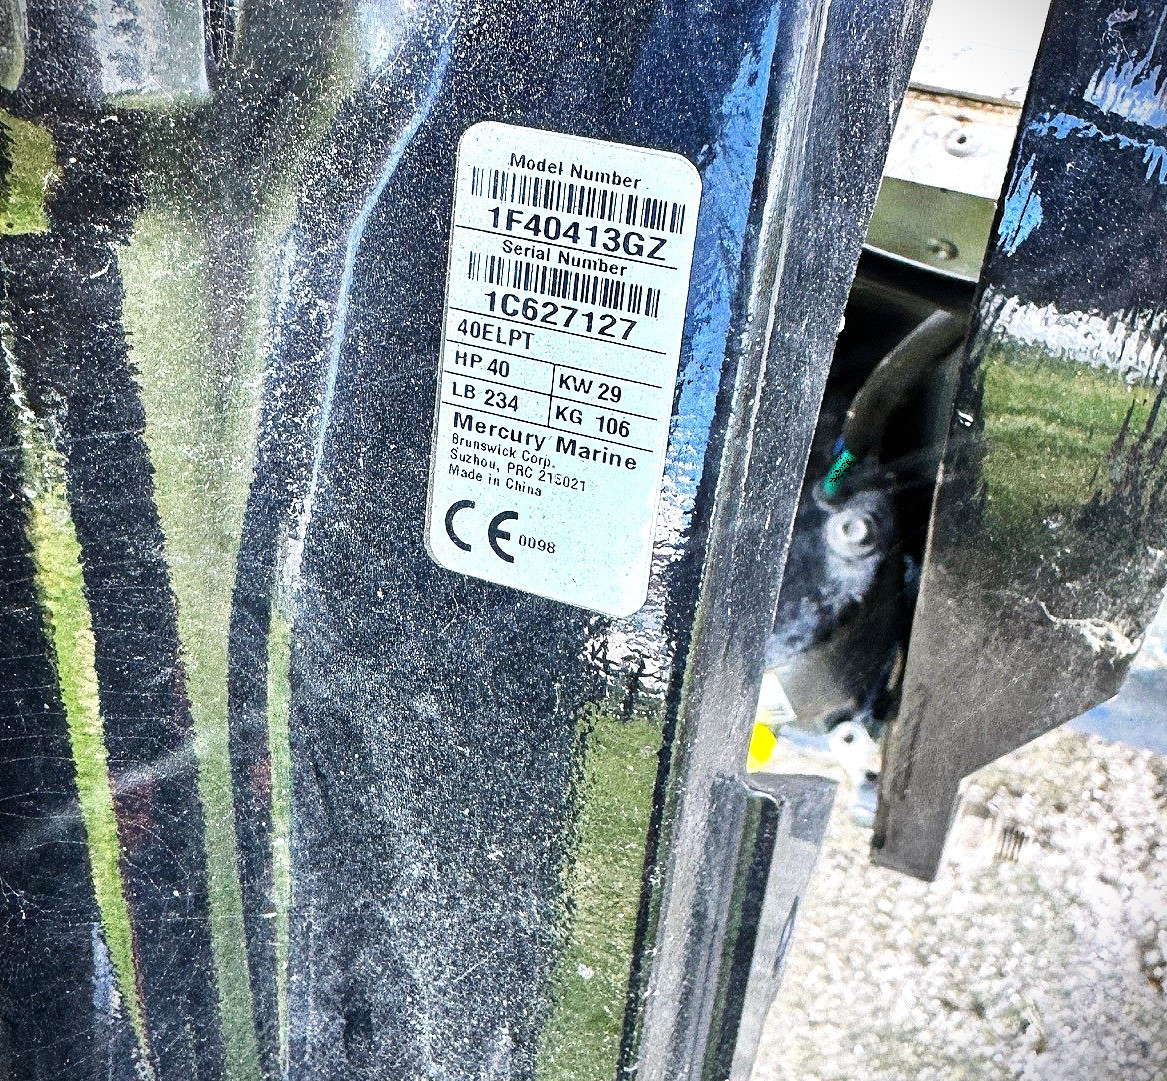 Model Number
1F40413GZ
Serial Number
1C627127
40ELPT
HP 40
KW 29
LB 234
KG 106
Mercury Marine
Brunswick Corp.
Suzhou, PRC 215021
Made in China
CE 0098